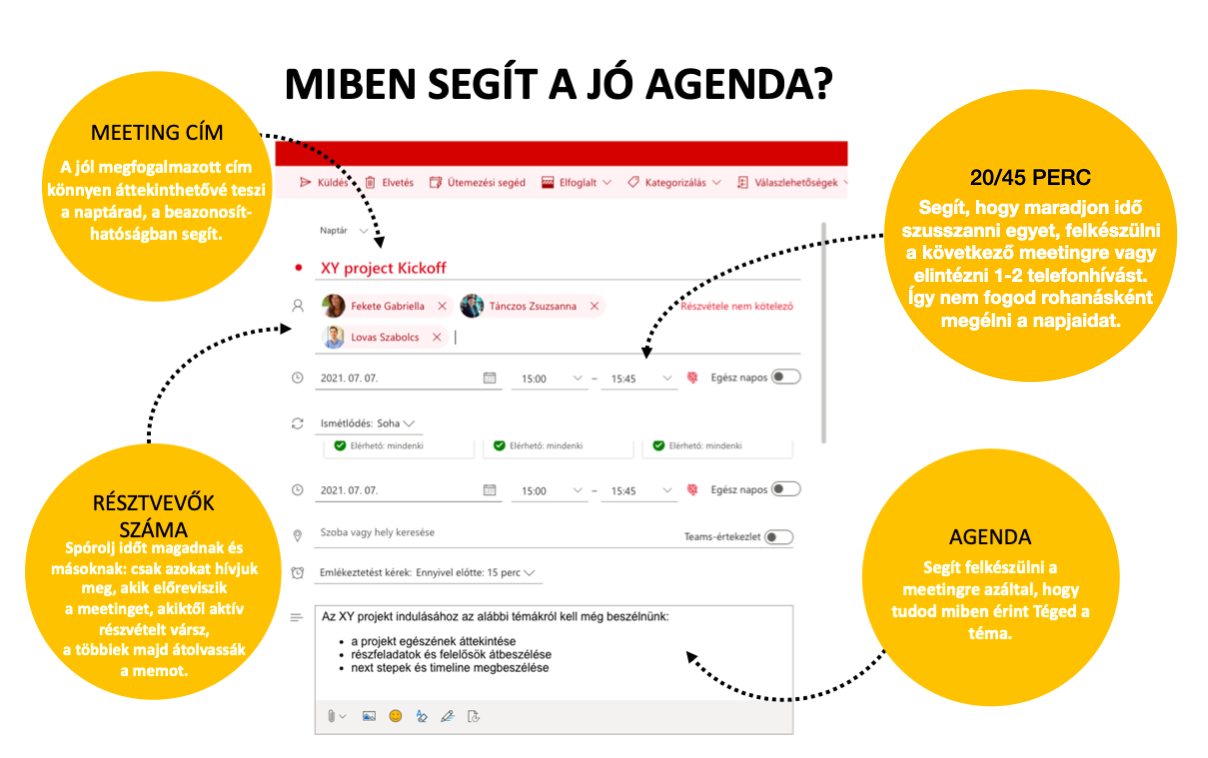 MIBEN SEGÍT A JÓ AGENDA?
MEETING CÍM
A jól megfogalmazott cím
könnyen áttekinthetővé teszi
a naptárad, a beazonosít-
hatóságban segít.
20/45 PERC
Segít, hogy maradjon idő
szusszanni egyet, felkészülni
a következő meetingre vagy
elintézni 1-2 telefonhívást.
Így nem fogod rohanásként
megélni a napjaidat.
Küldés Elvetés Ütemezési segéd Elfoglalt Kategorizálás Válaszlehetőségek
Naptár
XY project Kickoff
Fekete Gabriella Tánczos Zsuzsanna Részvétele nem kötelező
Lovas Szabolcs
2021. 07. 07. 15:00 – 15:45 Egész napos
Ismétlődés: Soha
Elérhető: mindenki Elérhető: mindenki Elérhető: mindenki
2021. 07. 07. 15:00 – 15:45 Egész napos
Szoba vagy hely keresése Teams-értekezlet
Emlékeztetést kérek: Ennyivel előtte: 15 perc
Az XY projekt indulásához az alábbi témákról kell még beszélnünk:
• a projekt egészének áttekintése
• részfeladatok és felelősök átbeszélése
• next stepek és timeline megbeszélése
RÉSZTVEVŐK
SZÁMA
Spórolj időt magadnak és
másoknak: csak azokat hívjuk
meg, akik előreviszik
a meetinget, akiktől aktív
részvételt vársz,
a többiek majd átolvassák
a memot.
AGENDA
Segít felkészülni a
meetingre azáltal, hogy
tudod miben érint Téged a
téma.